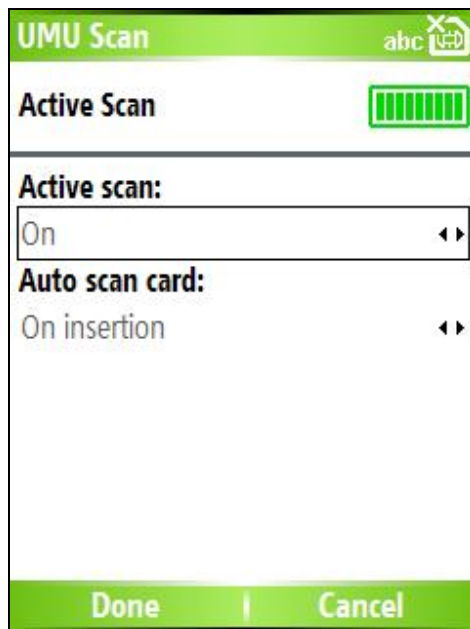 UMU Scan
abc
Active Scan
Active scan:
On
Auto scan card:
On insertion
Done Cancel